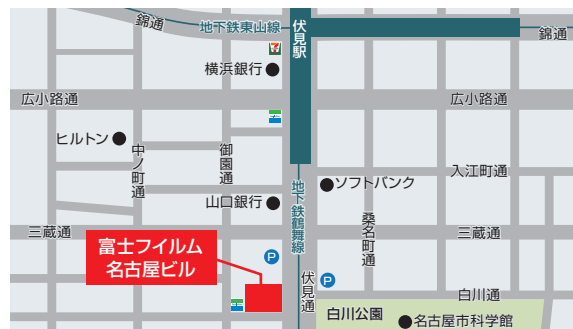 錦通
地下鉄東山線
伏見駅
錦通
横浜銀行
広小路通
広小路通
ヒルトン
中ノ町通
御園通
入江町通
ソフトバンク
地下鉄鶴舞線
山口銀行
桑名町通
三蔵通
三蔵通
富士フイルム
名古屋ビル
P
伏見通
P
白川通
白川公園
名古屋市科学館